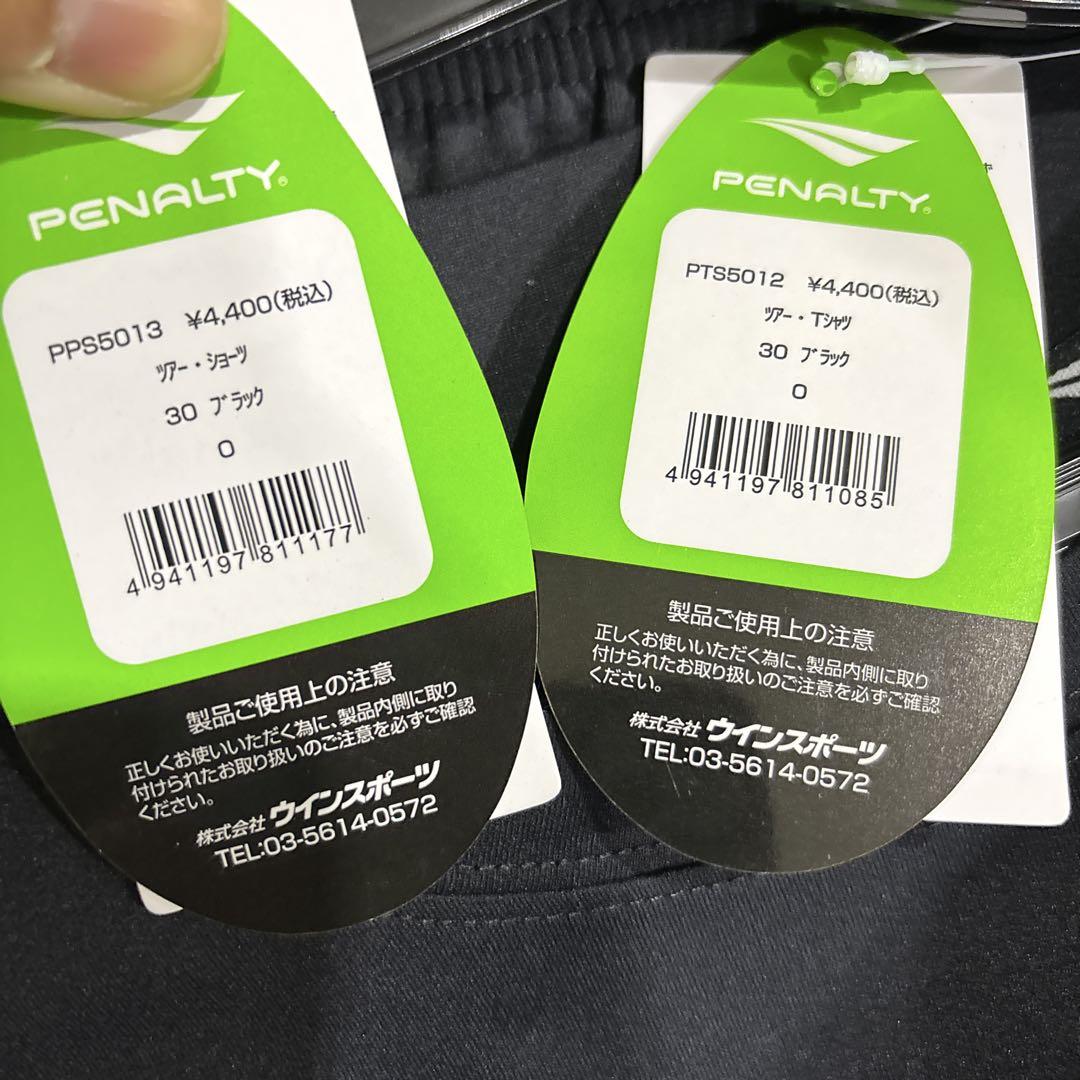 PENALTY®
PPS5013 ¥4,400(税込)
ツアー・ショーツ
30 ブラック
O
4 941197 811177
製品ご使用上の注意
正しくお使いいただく為に、製品内側に取り
付けられたお取り扱いのご注意を必ずご確認
ください。
株式会社 ウインスポーツ
TEL:03-5614-0572
PENALTY®
PTS5012 ¥4,400(税込)
ツアー・Tシャツ
30 ブラック
O
4 941197 811085
製品ご使用上の注意
正しくお使いいただく為に、製品内側に取り
付けられたお取り扱いのご注意を必ずご確認
ください。
株式会社 ウインスポーツ
TEL:03-5614-0572